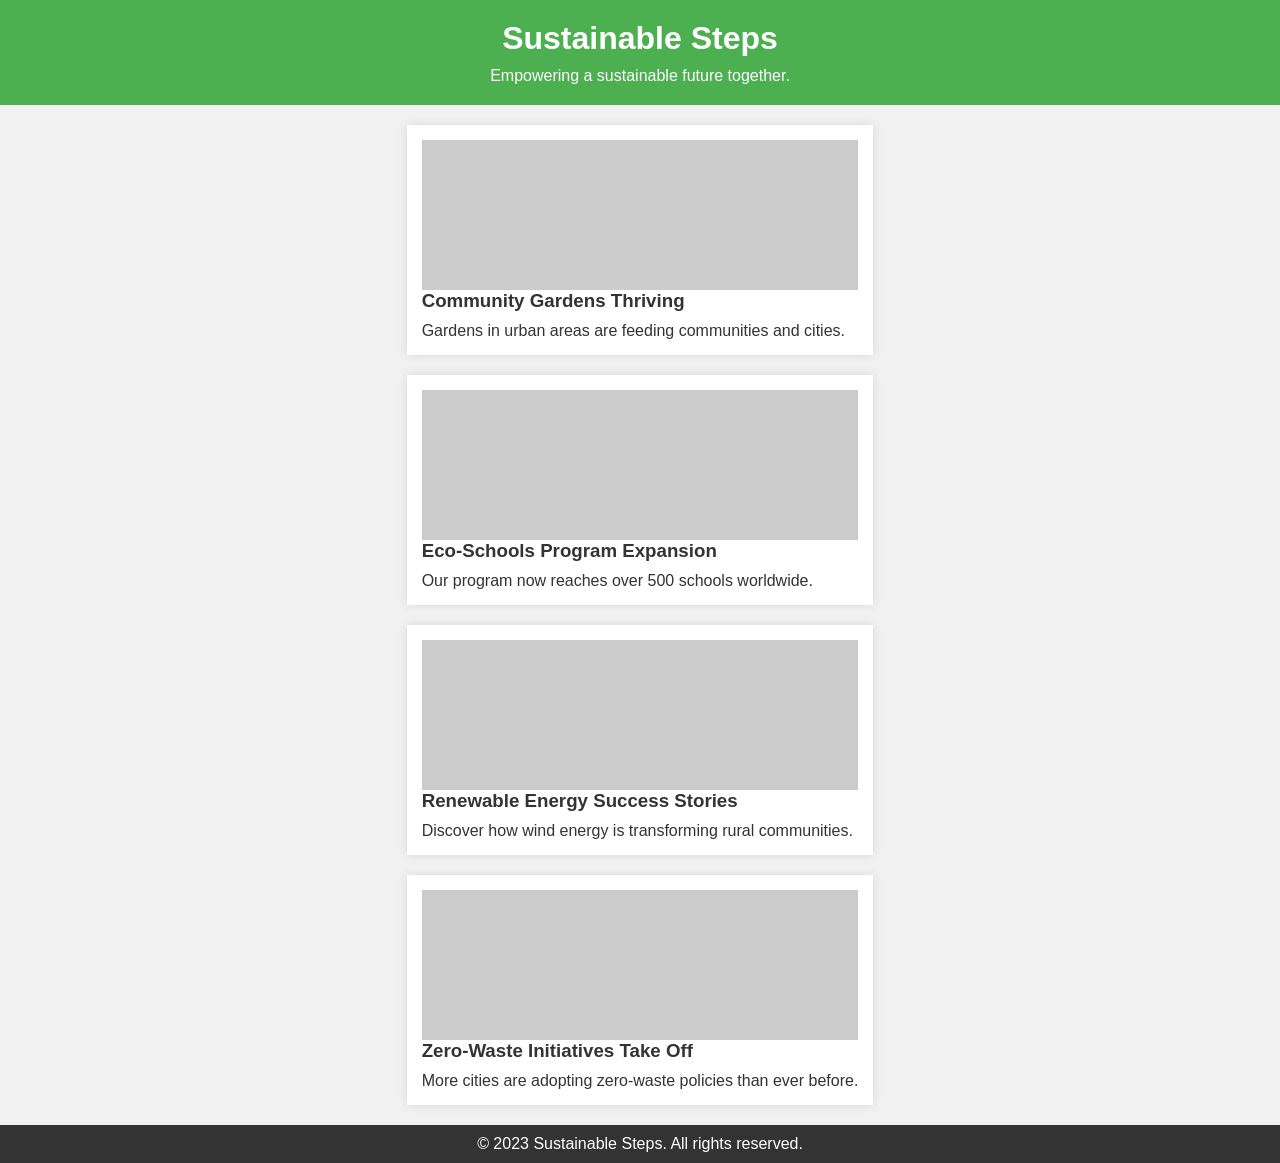 Sustainable Steps
Empowering a sustainable future together.
Community Gardens Thriving
Gardens in urban areas are feeding communities and cities.
Eco-Schools Program Expansion
Our program now reaches over 500 schools worldwide.
Renewable Energy Success Stories
Discover how wind energy is transforming rural communities.
Zero-Waste Initiatives Take Off
More cities are adopting zero-waste policies than ever before.
© 2023 Sustainable Steps. All rights reserved.